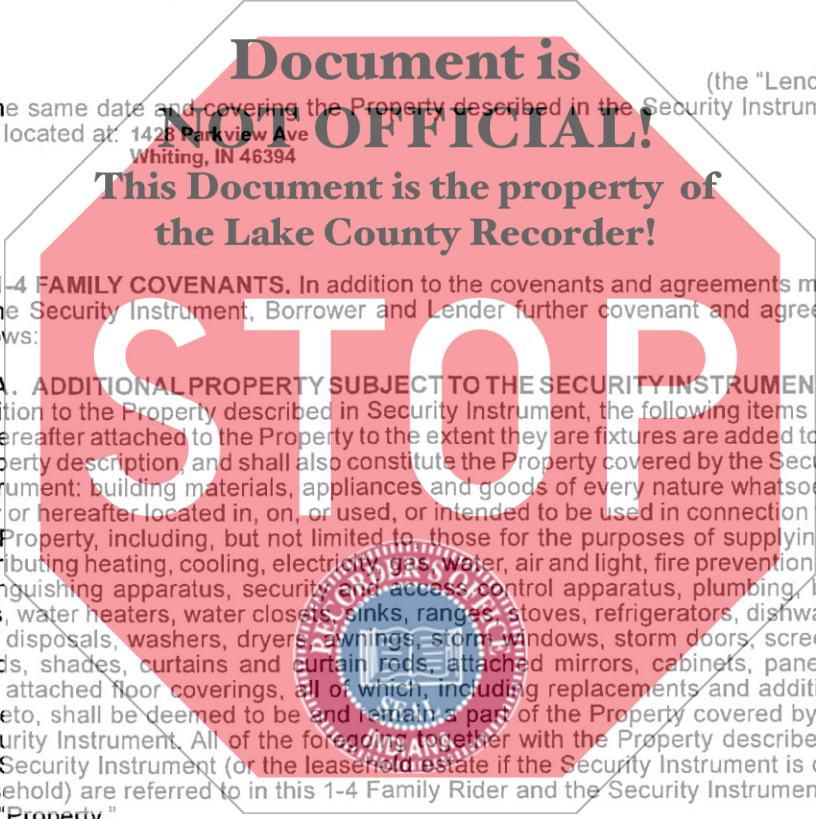 Document is
(the "Lend
e same date and covering the Property described in the Security Instrum
NOT OFFICIAL!
located at: 1428 Parkview Ave
Whiting, IN 46394
This Document is the property of
the Lake County Recorder!
-4 FAMILY COVENANTS. In addition to the covenants and agreements m
e Security Instrument, Borrower and Lender further covenant and agree
ws:
STOP
A. ADDITIONAL PROPERTY SUBJECT TO THE SECURITY INSTRUMEN
ition to the Property described in Security Instrument, the following items
ereafter attached to the Property to the extent they are fixtures are added to
perty description, and shall also constitute the Property covered by the Secu
rument: building materials, appliances and goods of every nature whatsoe
or hereafter located in, on, or used, or intended to be used in connection
Property, including, but not limited to, those for the purposes of supplyin
ributing heating, cooling, electricity, gas, water, air and light, fire prevention
nguishing apparatus, security and access control apparatus, plumbing, b
, water heaters, water closets, sinks, ranges, stoves, refrigerators, dishwa
disposals, washers, dryers, awnings, storm windows, storm doors, scree
ds, shades, curtains and curtain rods, attached mirrors, cabinets, pane
attached floor coverings, all of which, including replacements and additi
eto, shall be deemed to be and remain a part of the Property covered by
urity Instrument. All of the foregoing together with the Property describe
Security Instrument (or the leasehold estate if the Security Instrument is o
sehold) are referred to in this 1-4 Family Rider and the Security Instrumen
"Property."
RECORDER'S OFFICE
SEAL
INDIANA